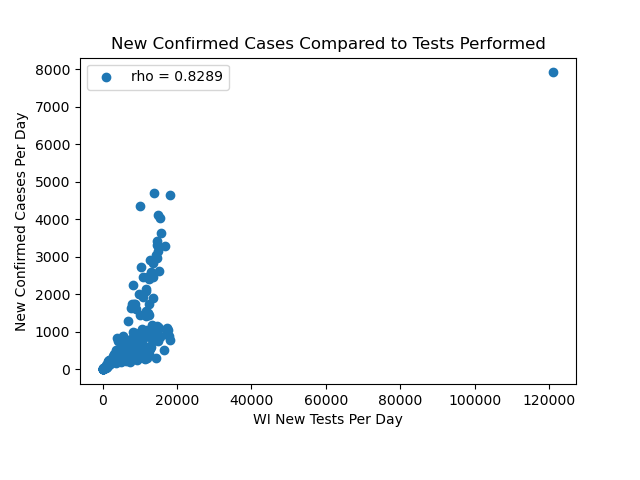 New Confirmed Cases Compared to Tests Performed
rho = 0.8289
New Confirmed Caeses Per Day
8000
7000
6000
5000
4000
3000
2000
1000
0
0 20000 40000 60000 80000 100000 120000
WI New Tests Per Day